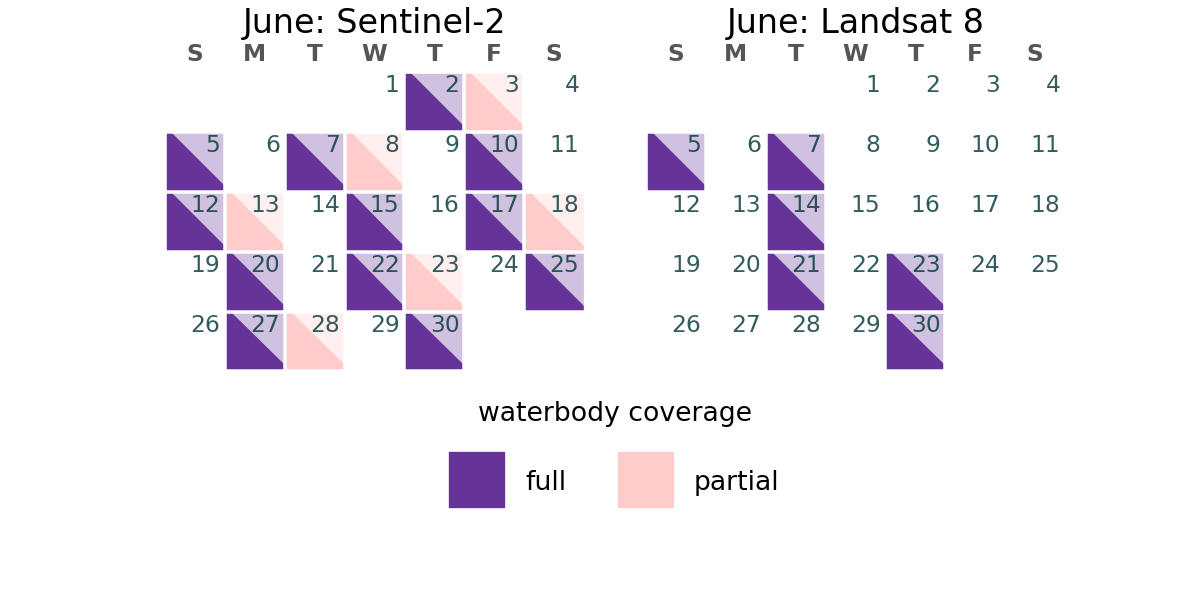 June: Sentinel-2
S M T W T F S
1 2 3 4
5 6 7 8 9 10 11
12 13 14 15 16 17 18
19 20 21 22 23 24 25
26 27 28 29 30
June: Landsat 8
S M T W T F S
1 2 3 4
5 6 7 8 9 10 11
12 13 14 15 16 17 18
19 20 21 22 23 24 25
26 27 28 29 30
waterbody coverage
full partial